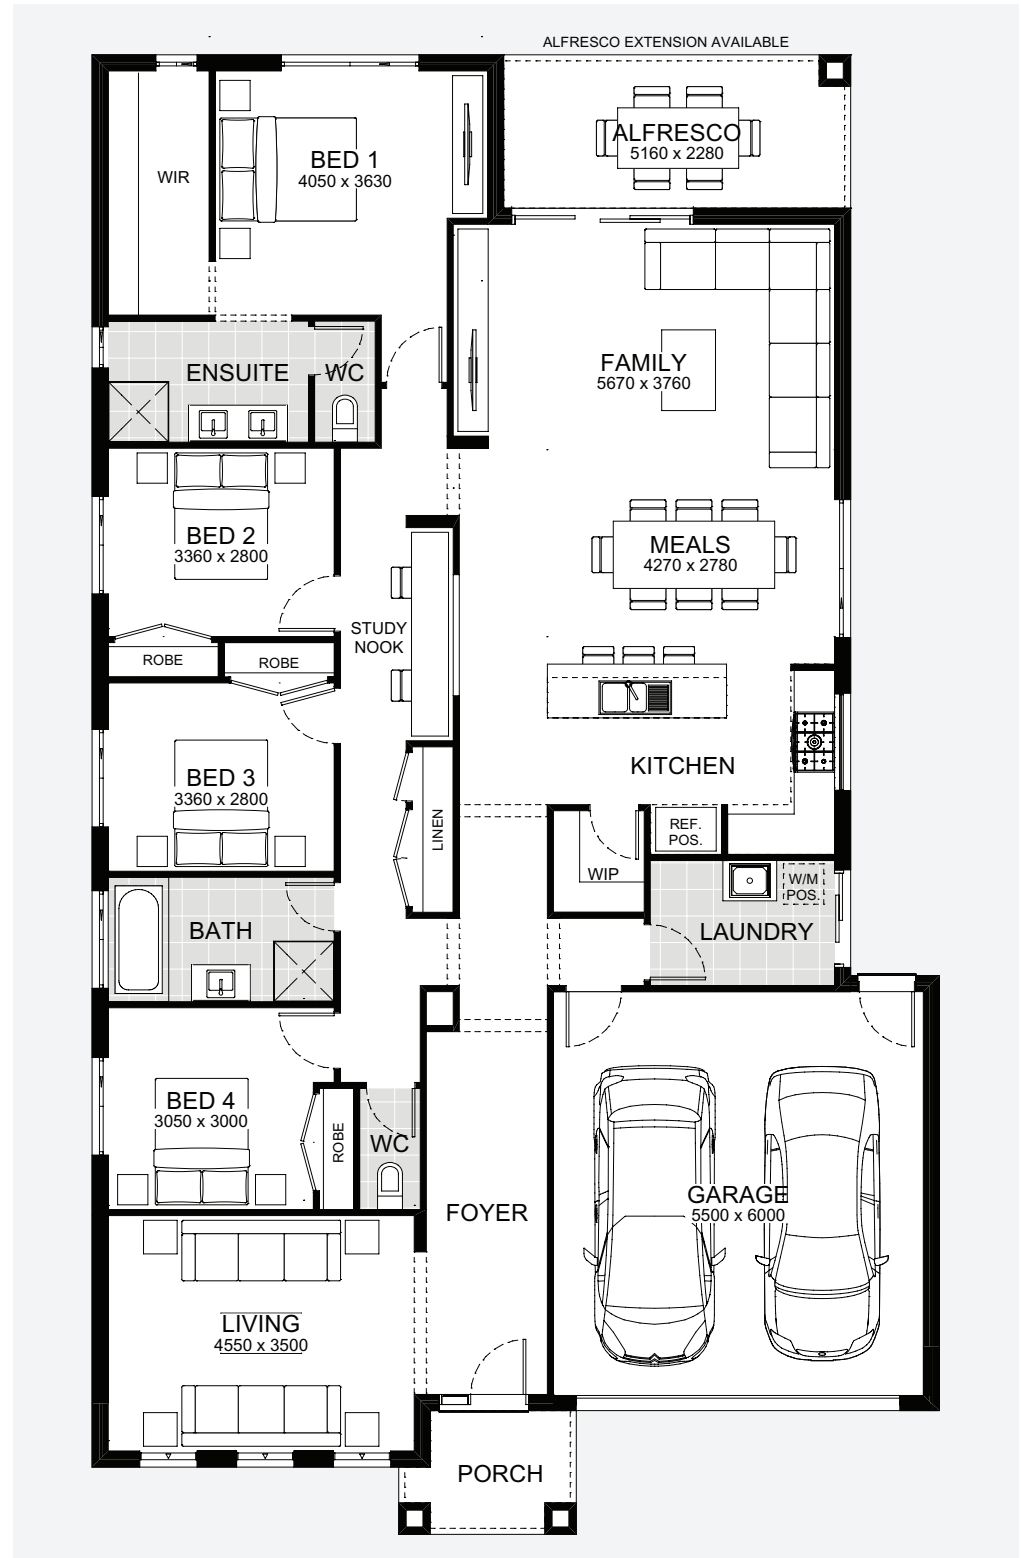 ALFRESCO EXTENSION AVAILABLE
ALFRESCO
5160 x 2280
BED 1
4050 x 3630
WIR
FAMILY
5670 x 3760
ENSUITE
WC
BED 2
3360 x 2800
MEALS
4270 x 2780
STUDY
NOOK
ROBE
ROBE
KITCHEN
BED 3
3360 x 2800
LINEN
REF.
POS.
WIP
W/M
POS.
BATH
LAUNDRY
BED 4
3050 x 3000
ROBE
WC
GARAGE
5500 x 6000
FOYER
LIVING
4550 x 3500
PORCH